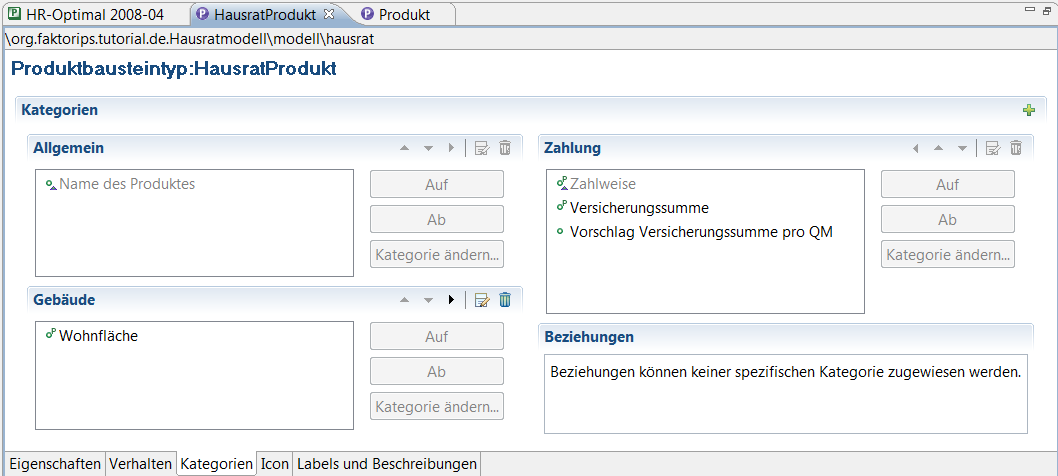 HR-Optimal 2008-04 HausratProdukt Produkt
\org.faktorips.tutorial.de.Hausratmodell\modell\hausrat
Produktbausteintyp:HausratProdukt
Kategorien
Allgemein
Name des Produktes
Auf
Ab
Kategorie ändern...
Gebäude
Wohnfläche
Auf
Ab
Kategorie ändern...
Zahlung
Zahlweise
Versicherungssumme
Vorschlag Versicherungssumme pro QM
Auf
Ab
Kategorie ändern...
Beziehungen
Beziehungen können keiner spezifischen Kategorie zugewiesen werden.
Eigenschaften Verhalten Kategorien Icon Labels und Beschreibungen